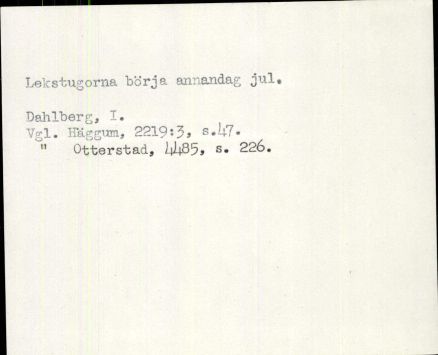 Lekstugorna börja annandag jul.
Dahlberg, I.
Vgl. Häggum, 2219:3, s.47.
" Otterstad, 4485, s. 226.